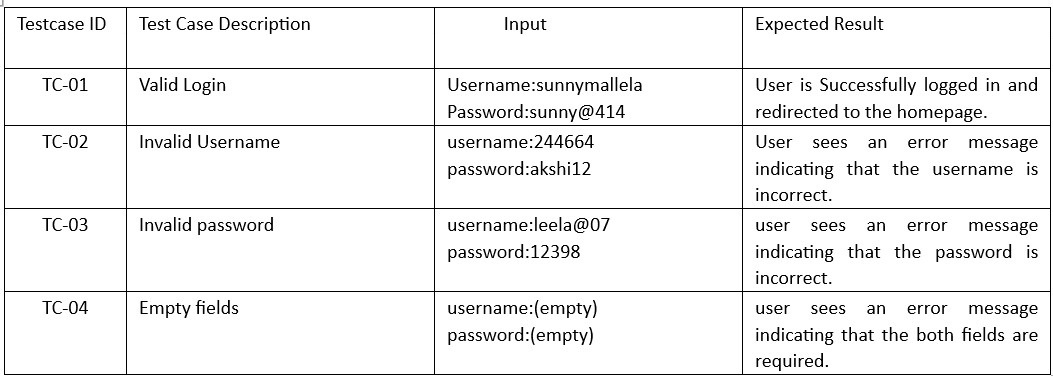 Testcase ID Test Case Description Input Expected Result
TC-01 Valid Login Username:sunnymallela User is Successfully logged in and
Password:sunny@414 redirected to the homepage.
TC-02 Invalid Username username:244664 User sees an error message
password:akshi12 indicating that the username is
incorrect.
TC-03 Invalid password username:leela@07 user sees an error message
password:12398 indicating that the password is
incorrect.
TC-04 Empty fields username:(empty) user sees an error message
password:(empty) indicating that the both fields are
required.